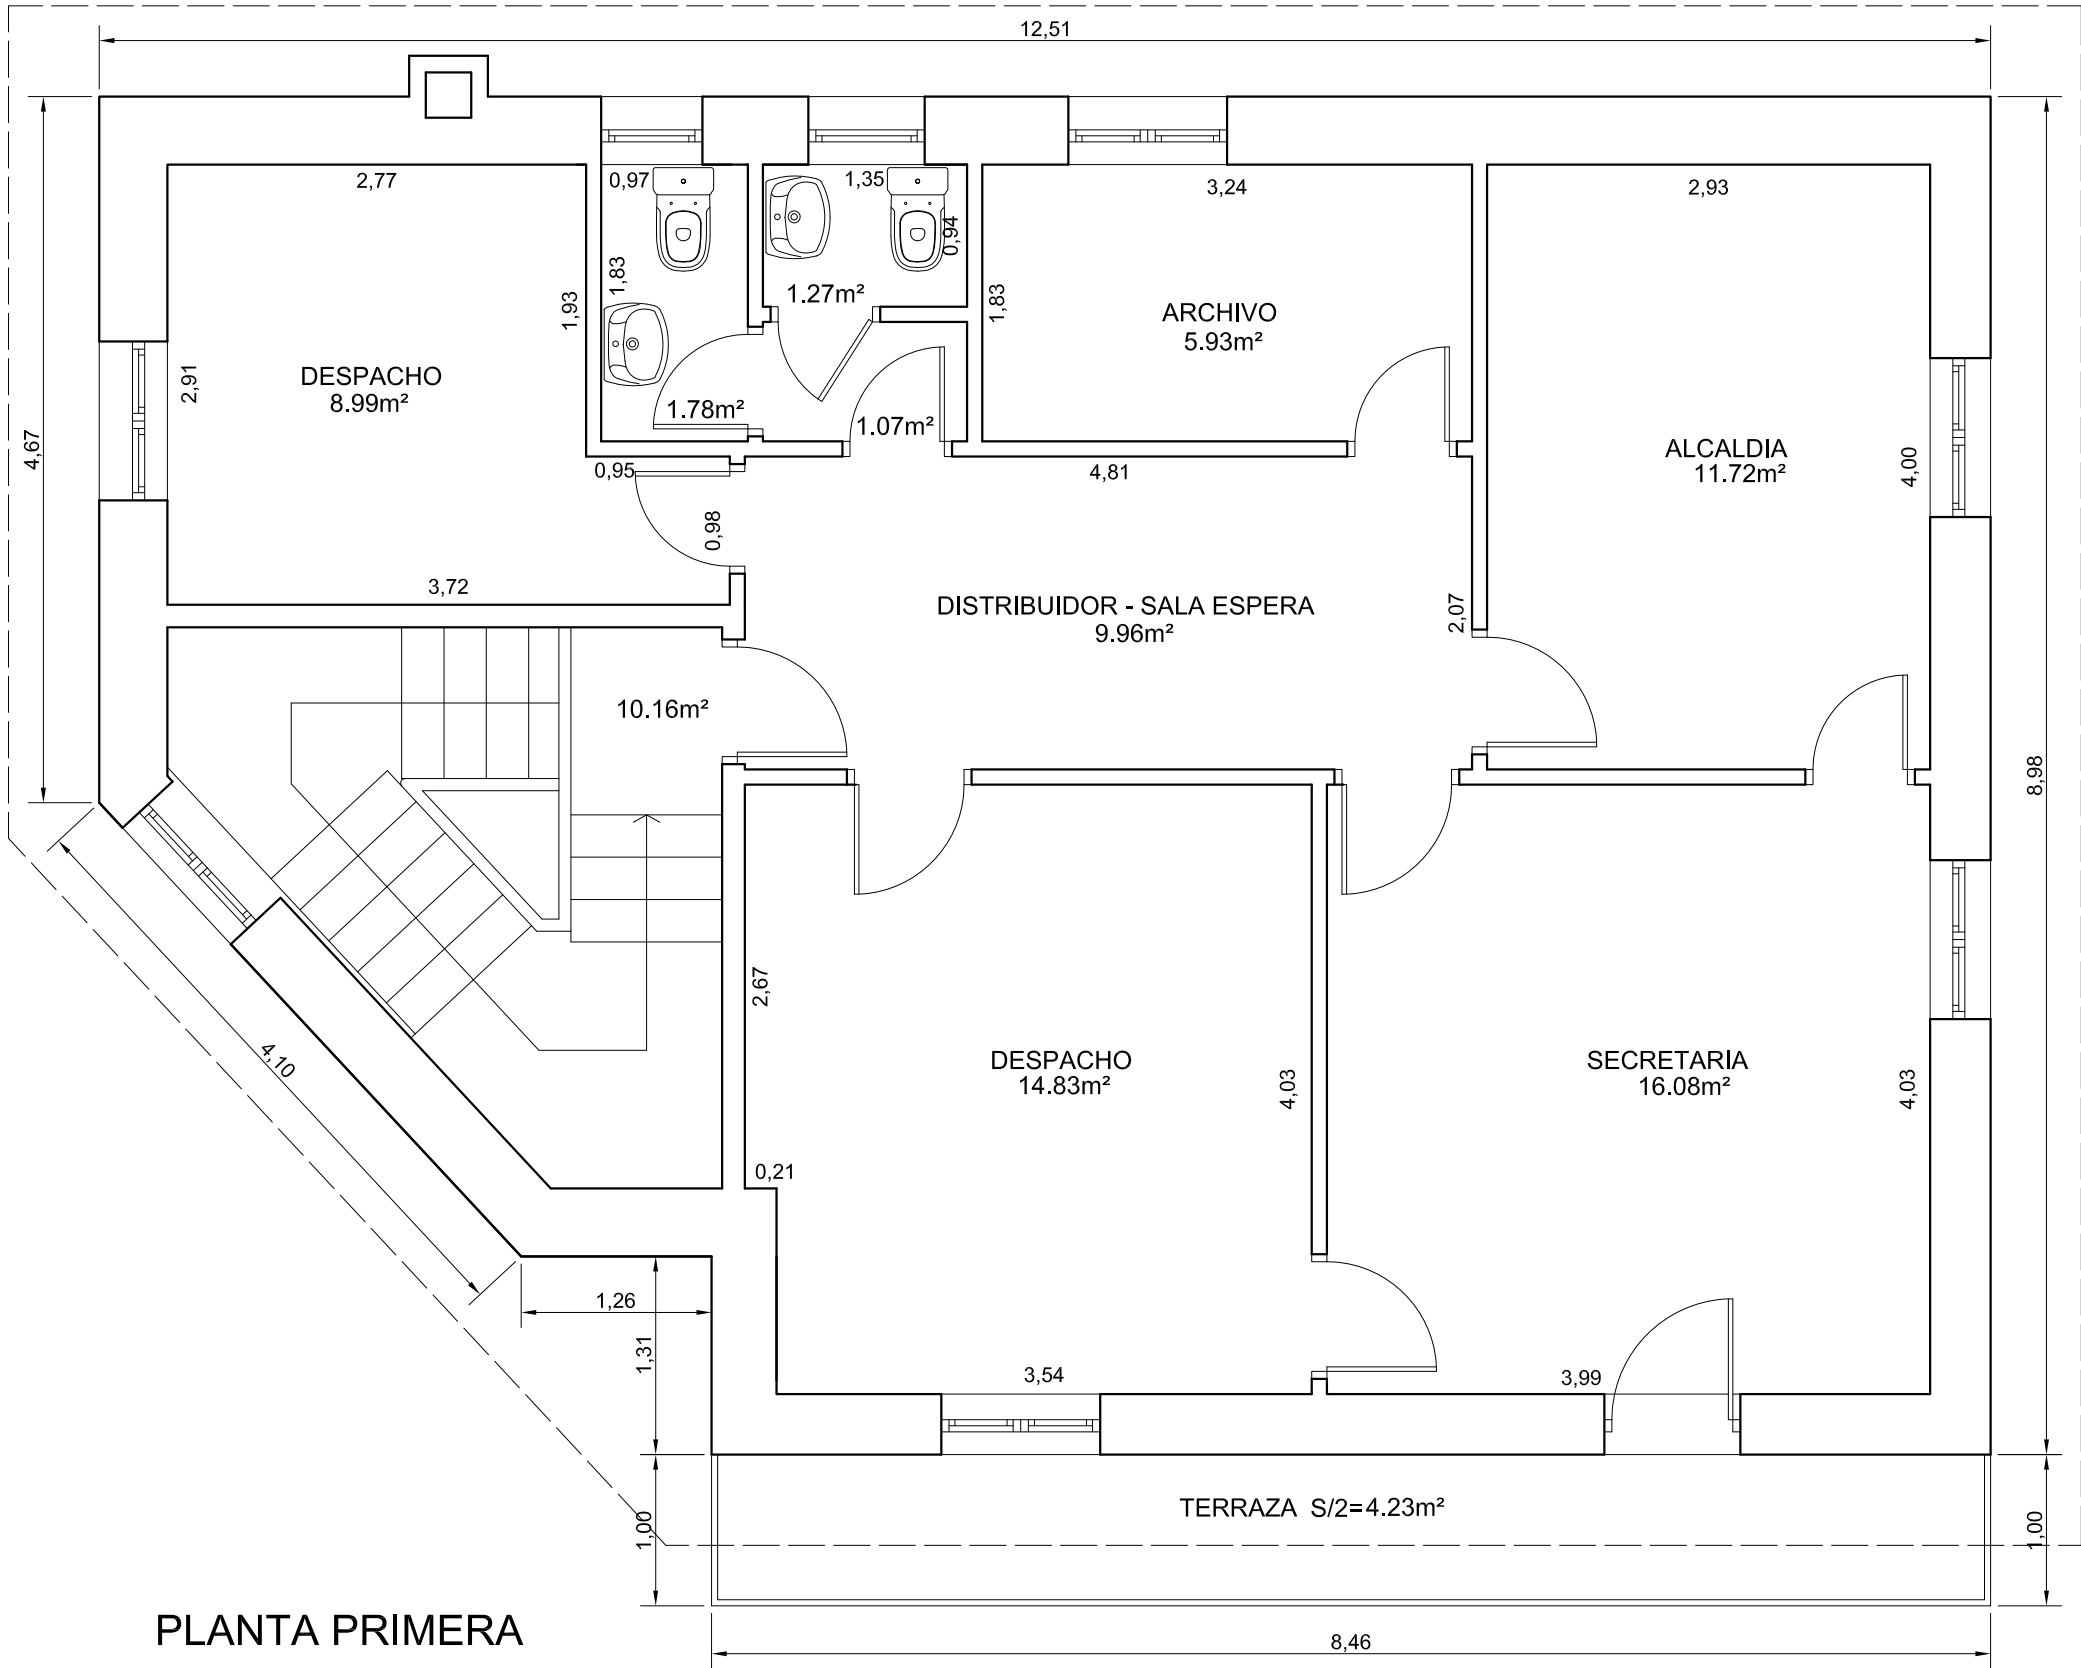 12,51
2,77
0,97
1,35
3,24
2,93
0,94
1,83
1.27m²
1,93
1,83
ARCHIVO
5.93m²
2,91
DESPACHO
8.99m²
1.78m²
1.07m²
4,67
0,95
4,81
ALCALDIA
11.72m²
4,00
0,98
3,72
DISTRIBUIDOR - SALA ESPERA
9.96m²
2,07
10.16m²
8,98
2,67
4,10
DESPACHO
14.83m²
4,03
SECRETARIA
16.08m²
4,03
0,21
1,26
1,31
3,54
3,99
1,00
TERRAZA S/2=4.23m²
1,00
PLANTA PRIMERA
8,46